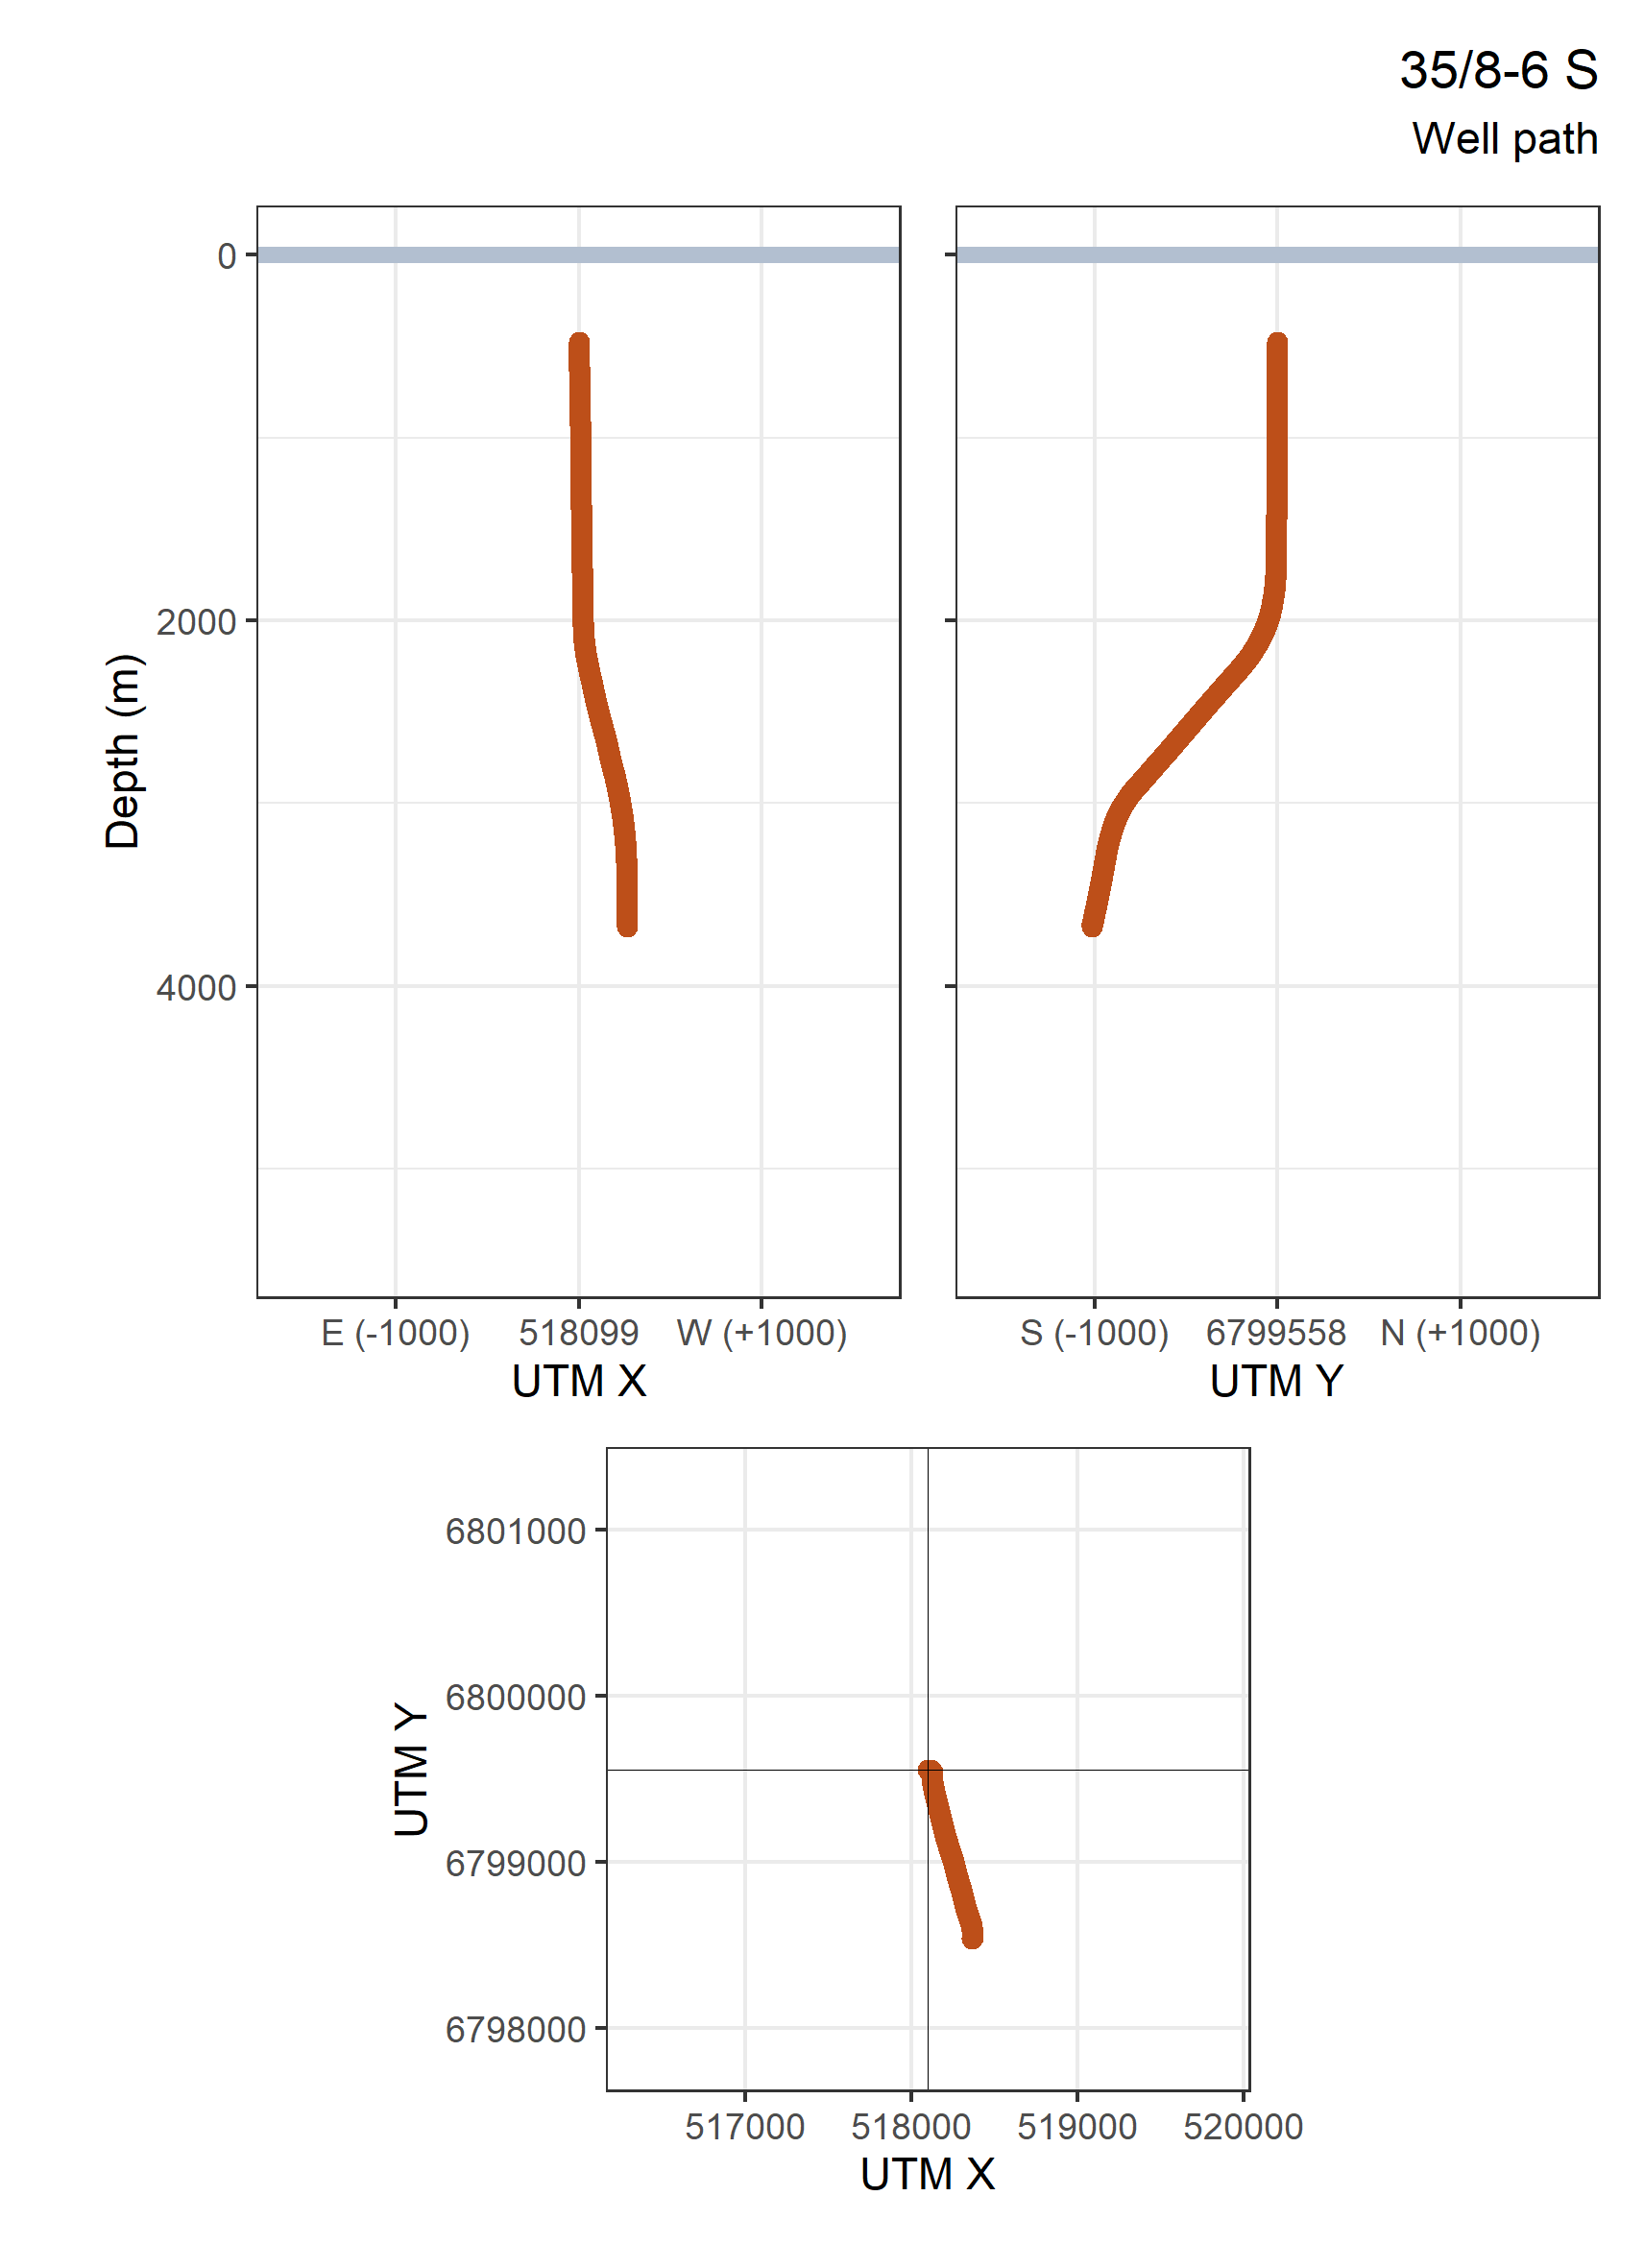 35/8-6 S
Well path
0
2000
4000
Depth (m)
E (-1000) 518099 W (+1000)
UTM X
S (-1000) 6799558 N (+1000)
UTM Y
6801000
6800000
6799000
6798000
UTM Y
517000 518000 519000 520000
UTM X